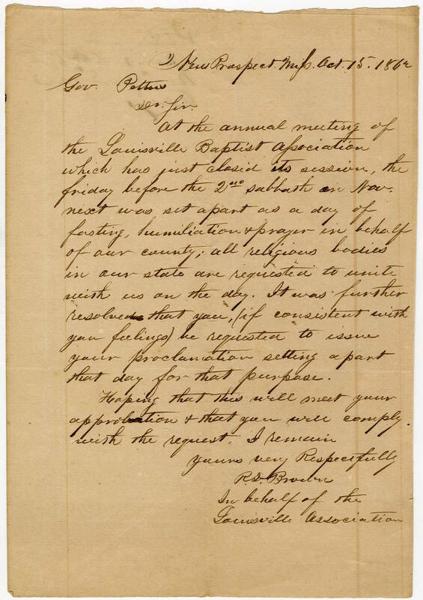 New Prospect Miss. Oct 15. 1862
Gov. Pettus
Dr Sir
At the annual meeting of
the Louisville Baptist Association
which has just closed its session, the
friday before the 2nd sabbath in Nov.
next was set apart as a day of
fasting, humiliation & prayer in behalf
of our county; all religious bodies
in our state are requested to unite
with us on the day. It was further
resolved that you, (if consistent with
you feelings) be requested to issue
your proclamation setting apart
that day for that purpose.
Hoping that this will meet your
approbation & that you will comply
with the request. I remain
yours very Respectfully
R.S.
In behalf of the
Louisville Association